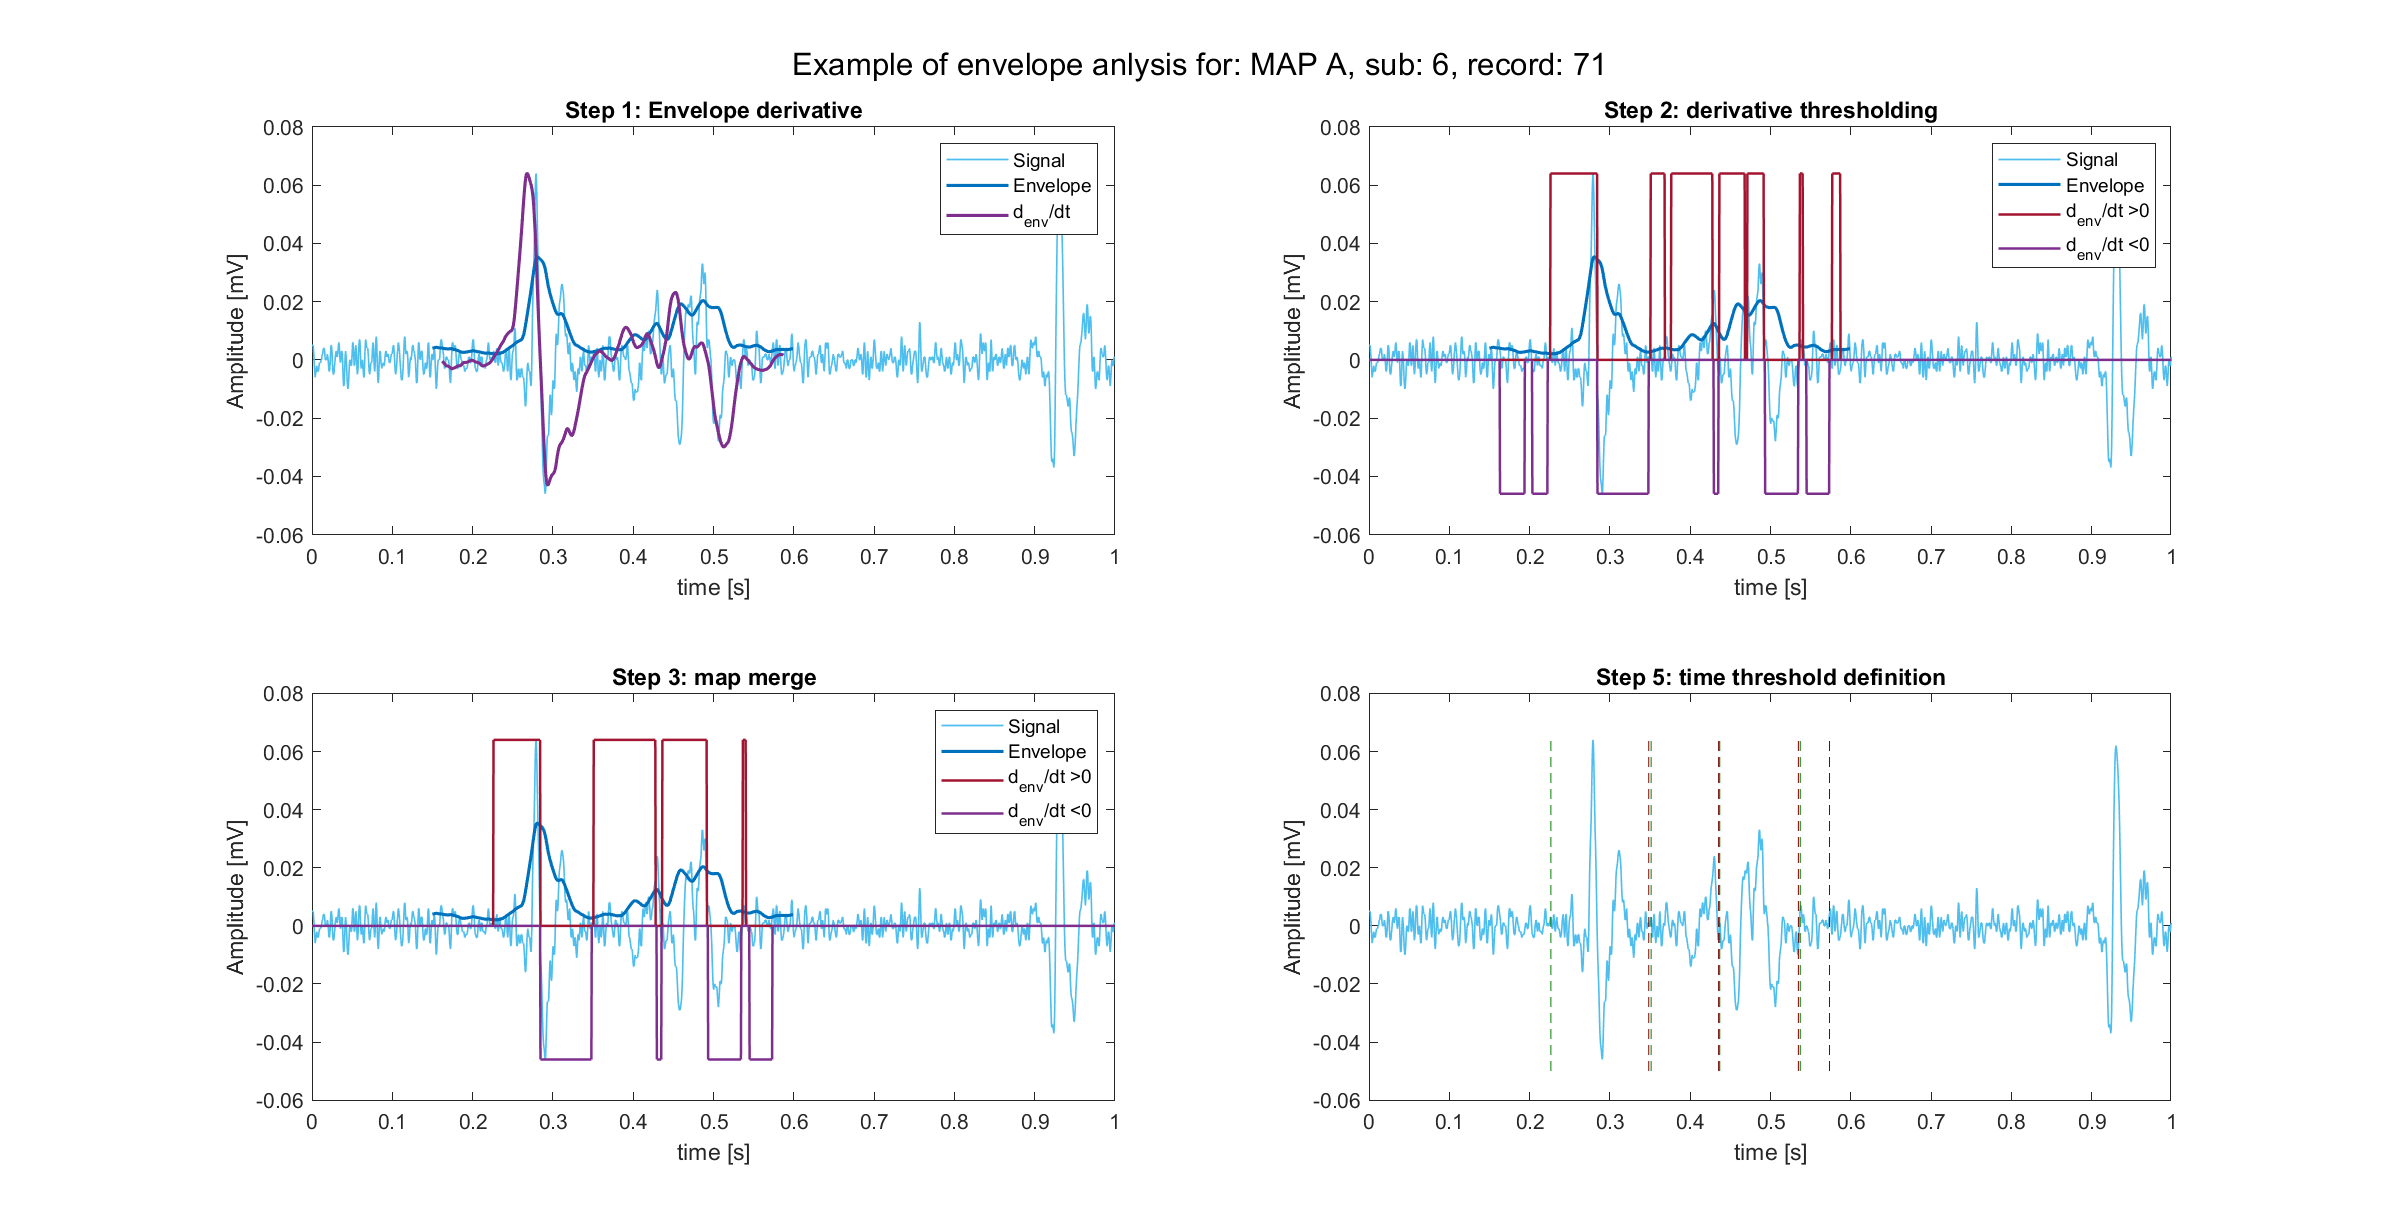 Example of envelope anlysis for: MAP A, sub: 6, record: 71
Step 1: Envelope derivative
0.08
0.06
0.04
0.02
0
-0.02
-0.04
-0.06
Amplitude [mV]
0 0.1 0.2 0.3 0.4 0.5 0.6 0.7 0.8 0.9 1
time [s]
Signal
Envelope
d_env/dt
Step 2: derivative thresholding
0.08
0.06
0.04
0.02
0
-0.02
-0.04
-0.06
Amplitude [mV]
0 0.1 0.2 0.3 0.4 0.5 0.6 0.7 0.8 0.9 1
time [s]
Signal
Envelope
d_env/dt >0
d_env/dt <0
Step 3: map merge
0.08
0.06
0.04
0.02
0
-0.02
-0.04
-0.06
Amplitude [mV]
0 0.1 0.2 0.3 0.4 0.5 0.6 0.7 0.8 0.9 1
time [s]
Signal
Envelope
d_env/dt >0
d_env/dt <0
Step 5: time threshold definition
0.08
0.06
0.04
0.02
0
-0.02
-0.04
-0.06
Amplitude [mV]
0 0.1 0.2 0.3 0.4 0.5 0.6 0.7 0.8 0.9 1
time [s]